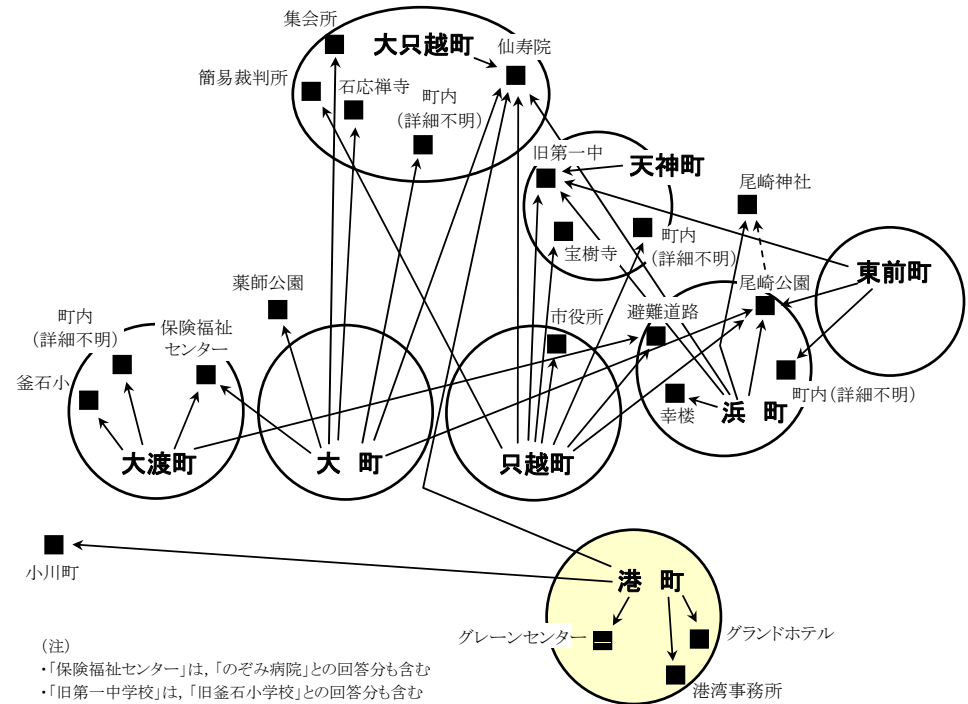 集会所
大只越町
仙寿院
簡易裁判所
石応禅寺
町内
(詳細不明)
旧第一中
天神町
尾崎神社
宝樹寺
町内
(詳細不明)
東前町
薬師公園
尾崎公園
町内
(詳細不明)
保険福祉
センター
市役所
避難道路
釜石小
幸楼
浜 町
町内(詳細不明)
大渡町
大 町
只越町
小川町
港 町
グレーンセンター
グランドホテル
港湾事務所
(注)
・「保険福祉センター」は,「のぞみ病院」との回答分も含む
・「旧第一中学校」は,「旧釜石小学校」との回答分も含む